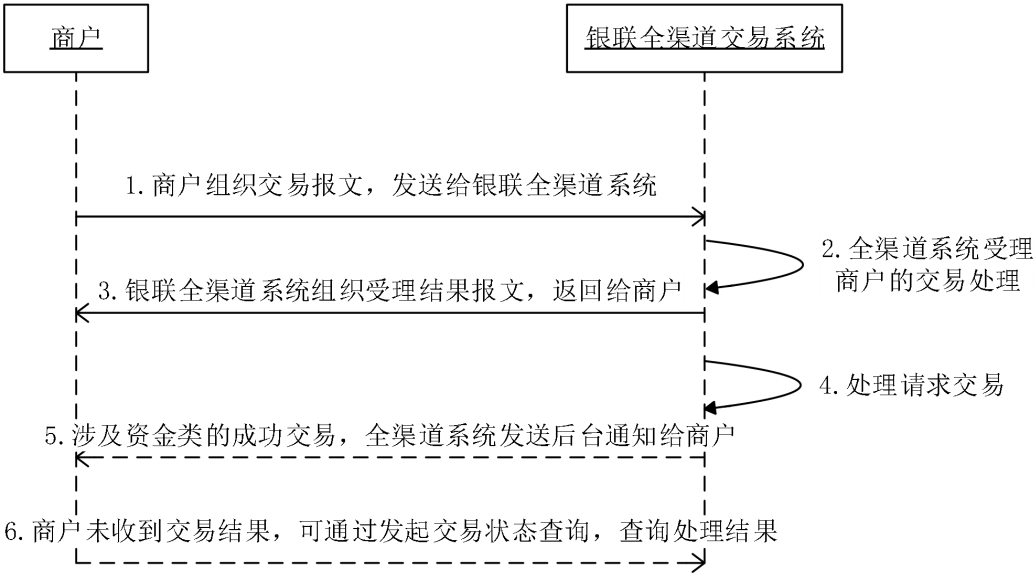 商户
银联全渠道交易系统
1.商户组织交易报文，发送给银联全渠道系统
2.全渠道系统受理
商户的交易处理
3.银联全渠道系统组织受理结果报文，返回给商户
4.处理请求交易
5.涉及资金类的成功交易，全渠道系统发送后台通知给商户
6.商户未收到交易结果，可通过发起交易状态查询，查询处理结果